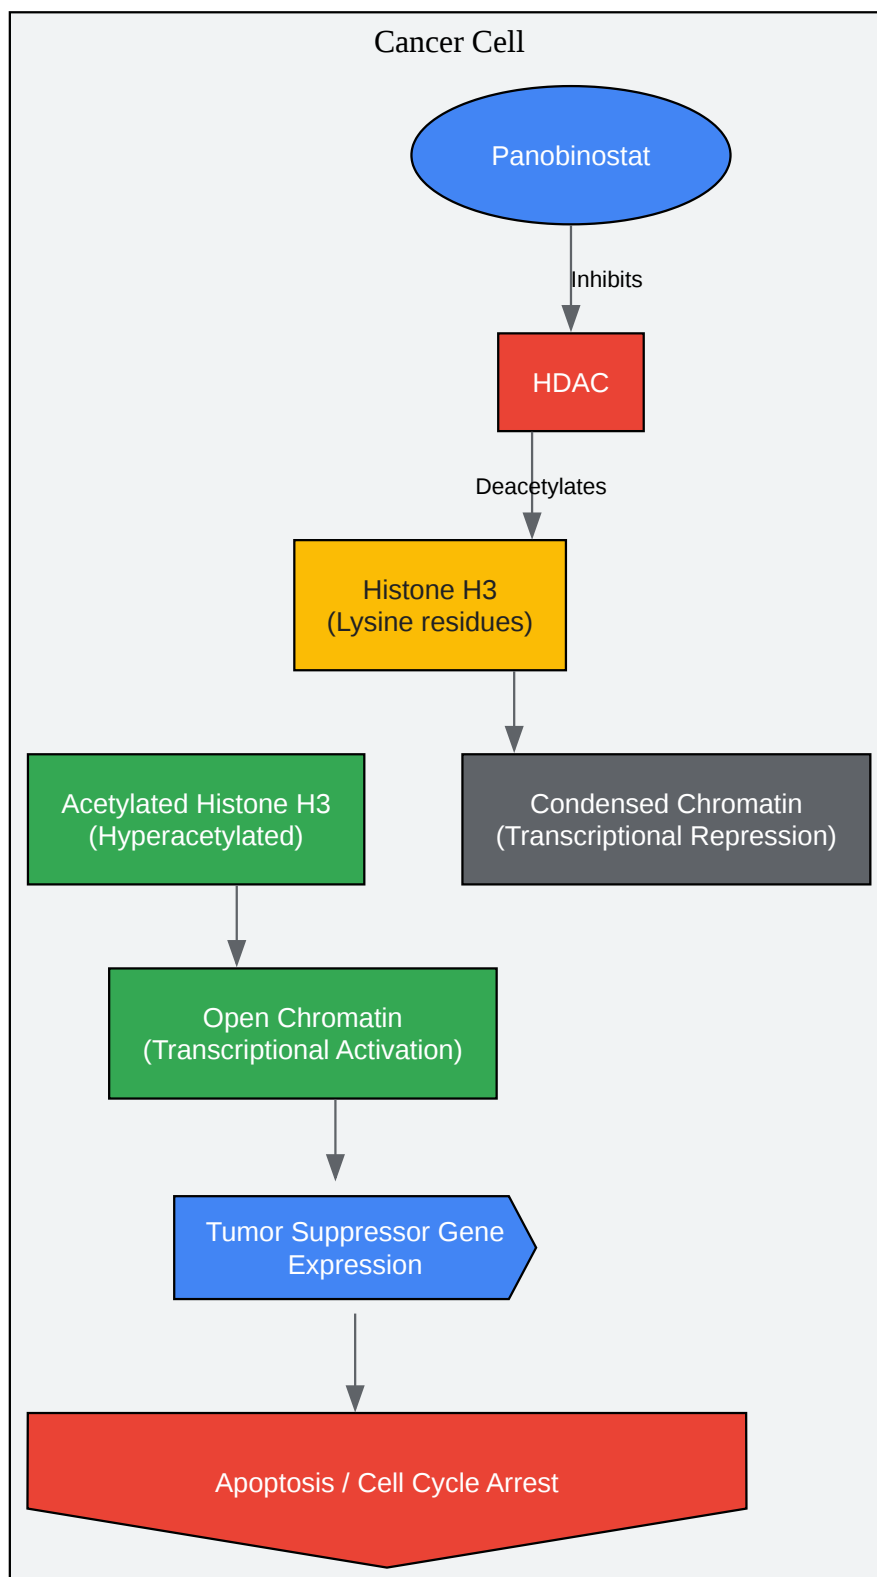 Cancer Cell
Panobinostat
Inhibits
HDAC
Deacetylates
Histone H3
(Lysine residues)
Acetylated Histone H3
(Hyperacetylated)
Condensed Chromatin
(Transcriptional Repression)
Open Chromatin
(Transcriptional Activation)
Tumor Suppressor Gene
Expression
Apoptosis / Cell Cycle Arrest